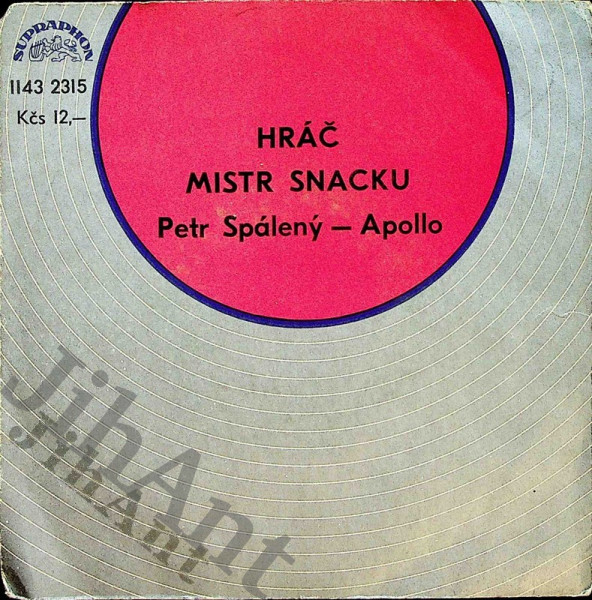 SUPRAPHON
1143 2315
Kčs 12,—
HRÁČ
MISTR SNACKU
Petr Spálený — Apollo
JihAnt
JihAnt